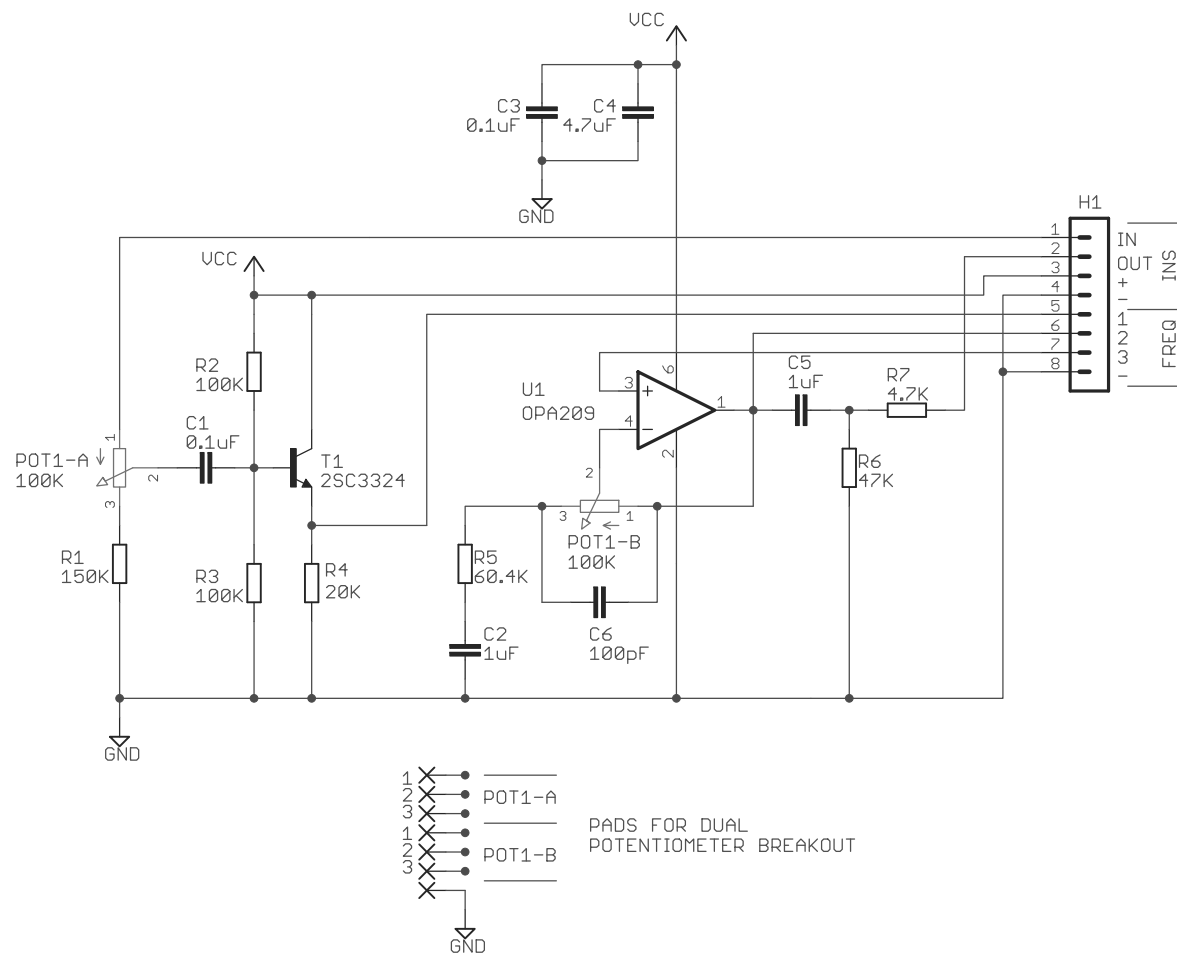 VCC
C3
0.1uF
C4
4.7uF
GND
H1
1
2
3
4
5
6
7
8
IN
OUT
+
-
INS
1
2
3
-
FREQ
VCC
R2
100K
C1
0.1uF
POT1-A
100K
1
2
3
T1
2SC3324
R1
150K
R3
100K
R4
20K
U1
OPA209
3
+
4
-
6
1
2
C5
1uF
R7
4.7K
R6
47K
2
3
1
POT1-B
100K
R5
60.4K
C6
100pF
C2
1uF
GND
1
2
3
POT1-A
1
2
3
POT1-B
PADS FOR DUAL
POTENTIOMETER BREAKOUT
GND